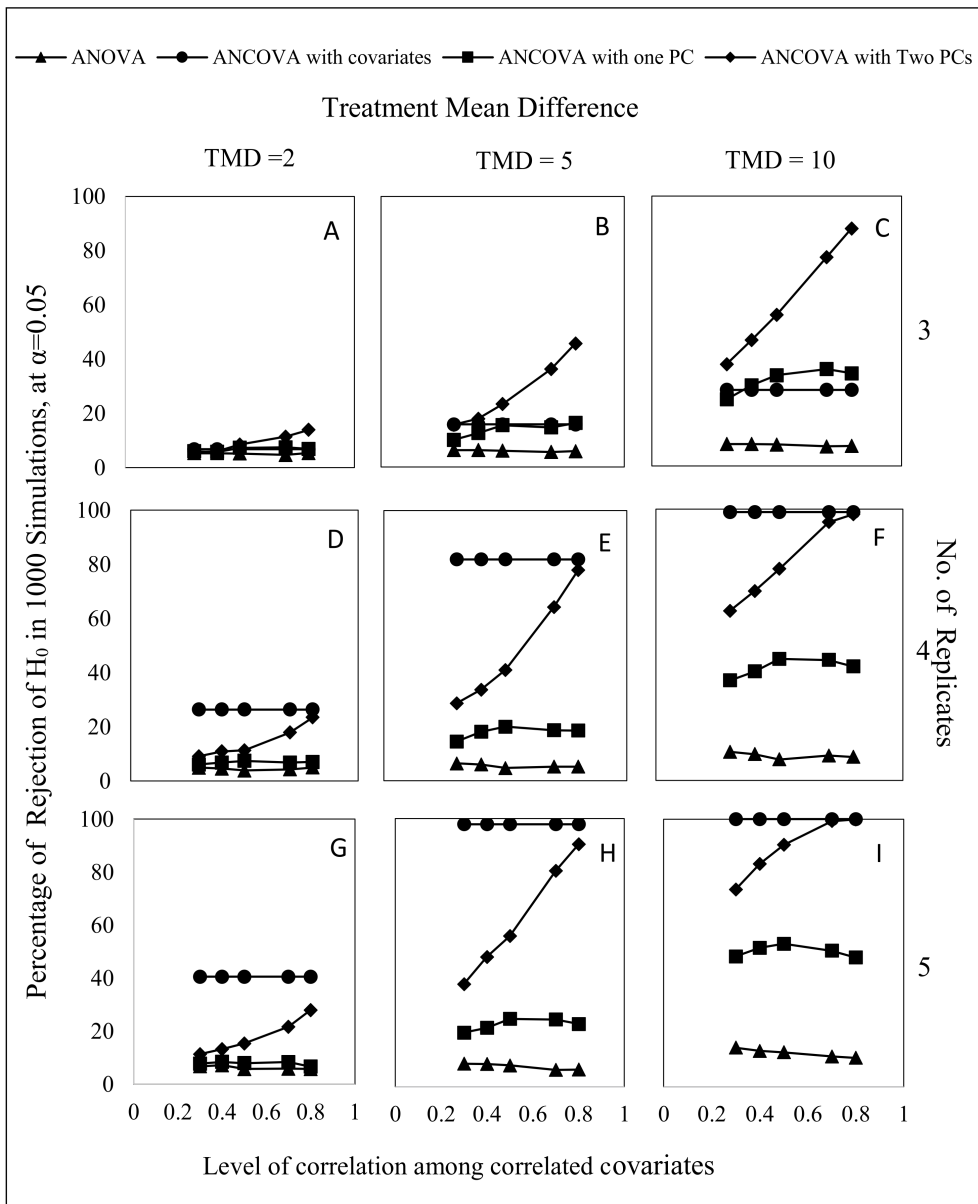 ANOVA ANCOVA with covariates ANCOVA with one PC ANCOVA with Two PCs
Treatment Mean Difference
TMD =2 TMD = 5 TMD = 10
Percentage of Rejection of H₀ in 1000 Simulations, at α=0.05
100
80
60
40
20
0
A B C
3
100
80
60
40
20
0
D E F
4
No. of Replicates
100
80
60
40
20
0
G H I
5
0 0.2 0.4 0.6 0.8 1
0 0.2 0.4 0.6 0.8 1
0 0.2 0.4 0.6 0.8 1
Level of correlation among correlated covariates